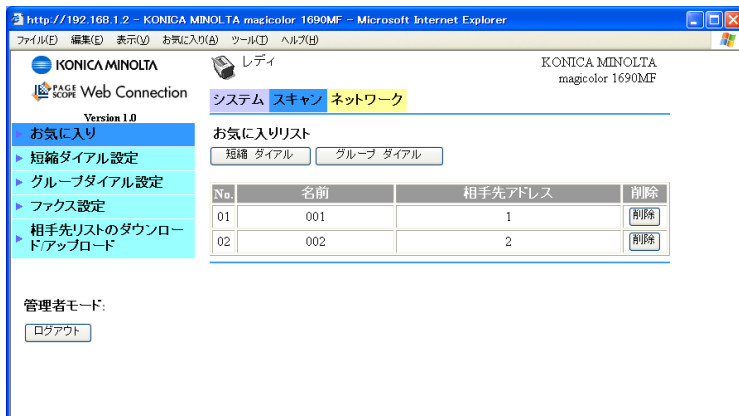 http://192.168.1.2 - KONICA MINOLTA magicolor 1690MF - Microsoft Internet Explorer
ファイル(F) 編集(E) 表示(V) お気に入り(A) ツール(T) ヘルプ(H)
KONICA MINOLTA
レディ
KONICA MINOLTA
magicolor 1690MF
PAGE SCOPE Web Connection
Version 1.0
システム スキャン ネットワーク
お気に入り
短縮ダイアル設定
グループダイアル設定
ファクス設定
相手先リストのダウンロー
ド/アップロード
管理者モード:
ログアウト
お気に入りリスト
短縮 ダイアル グループ ダイアル
No. 名前 相手先アドレス 削除
01 001 1 削除
02 002 2 削除